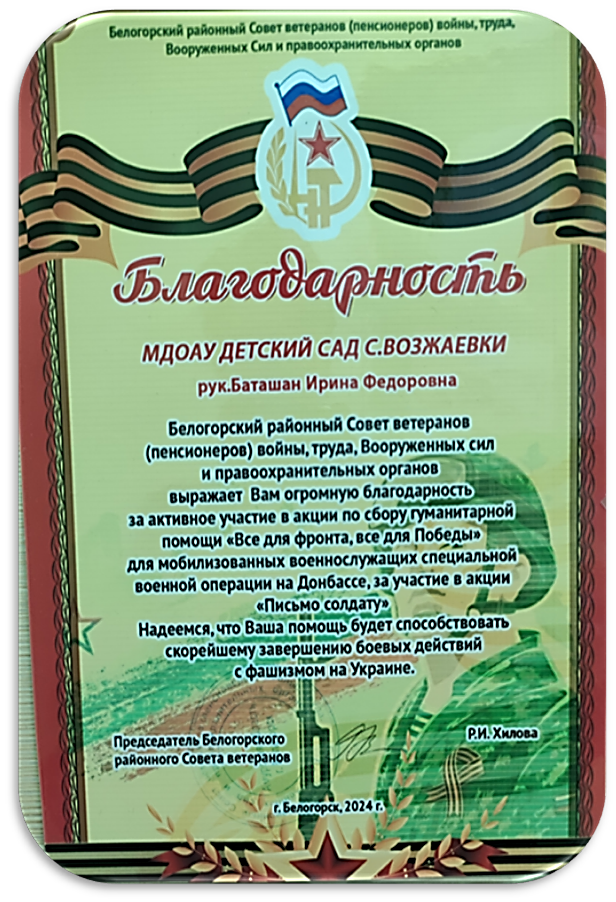 Белогорский районный Совет ветеранов (пенсионеров) войны, труда,
Вооруженных Сил и правоохранительных органов
Благодарность
МДОАУ ДЕТСКИЙ САД С.ВОЗЖАЕВКИ
рук.Баташан Ирина Федоровна
Белогорский районный Совет ветеранов
(пенсионеров) войны, труда, Вооруженных сил
и правоохранительных органов
выражает Вам огромную благодарность
за активное участие в акции по сбору гуманитарной
помощи «Все для фронта, все для Победы»
для мобилизованных военнослужащих специальной
военной операции на Донбассе, за участие в акции
«Письмо солдату»
Надеемся, что Ваша помощь будет способствовать
скорейшему завершению боевых действий
с фашизмом на Украине.
Председатель Белогорского
районного Совета ветеранов
Р.И. Хилова
г. Белогорск, 2024 г.